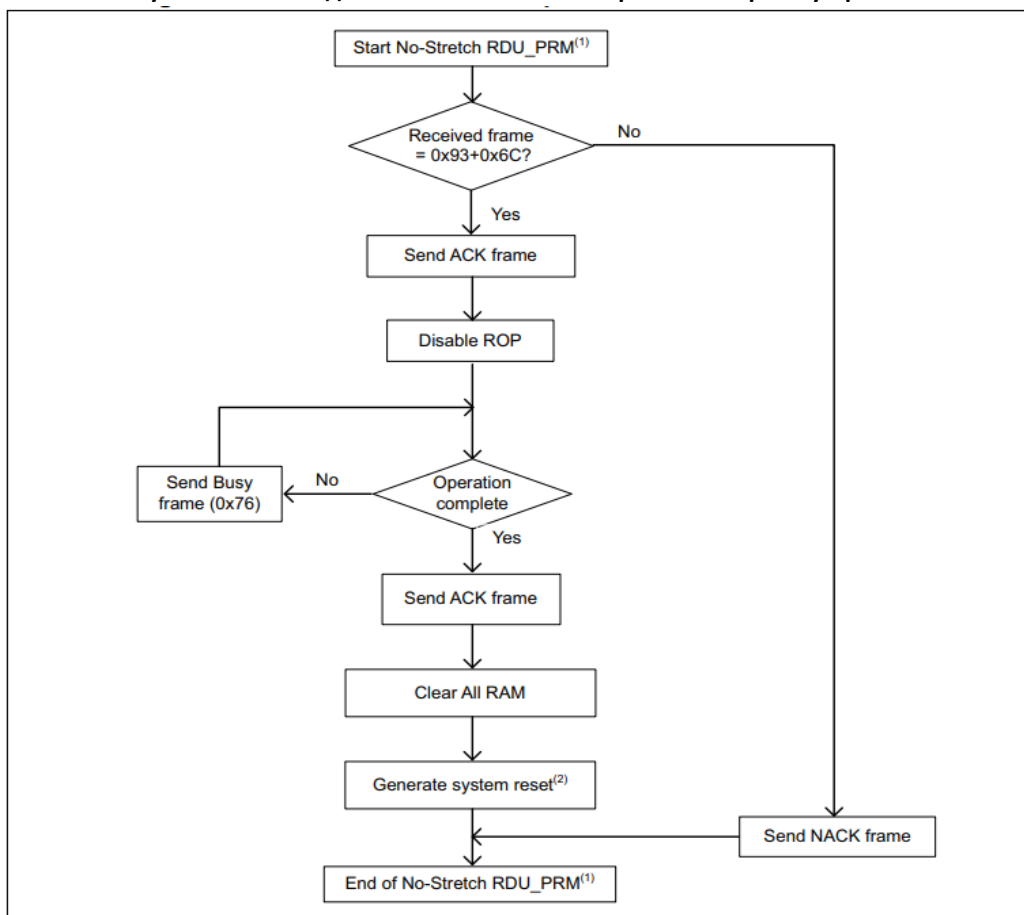 Start No-Stretch RDU_PRM(1)
Received frame
= 0x93+0x6C?
No
Yes
Send ACK frame
Disable ROP
Send Busy
frame (0x76)
No
Operation
complete
Yes
Send ACK frame
Clear All RAM
Generate system reset(2)
Send NACK frame
End of No-Stretch RDU_PRM(1)